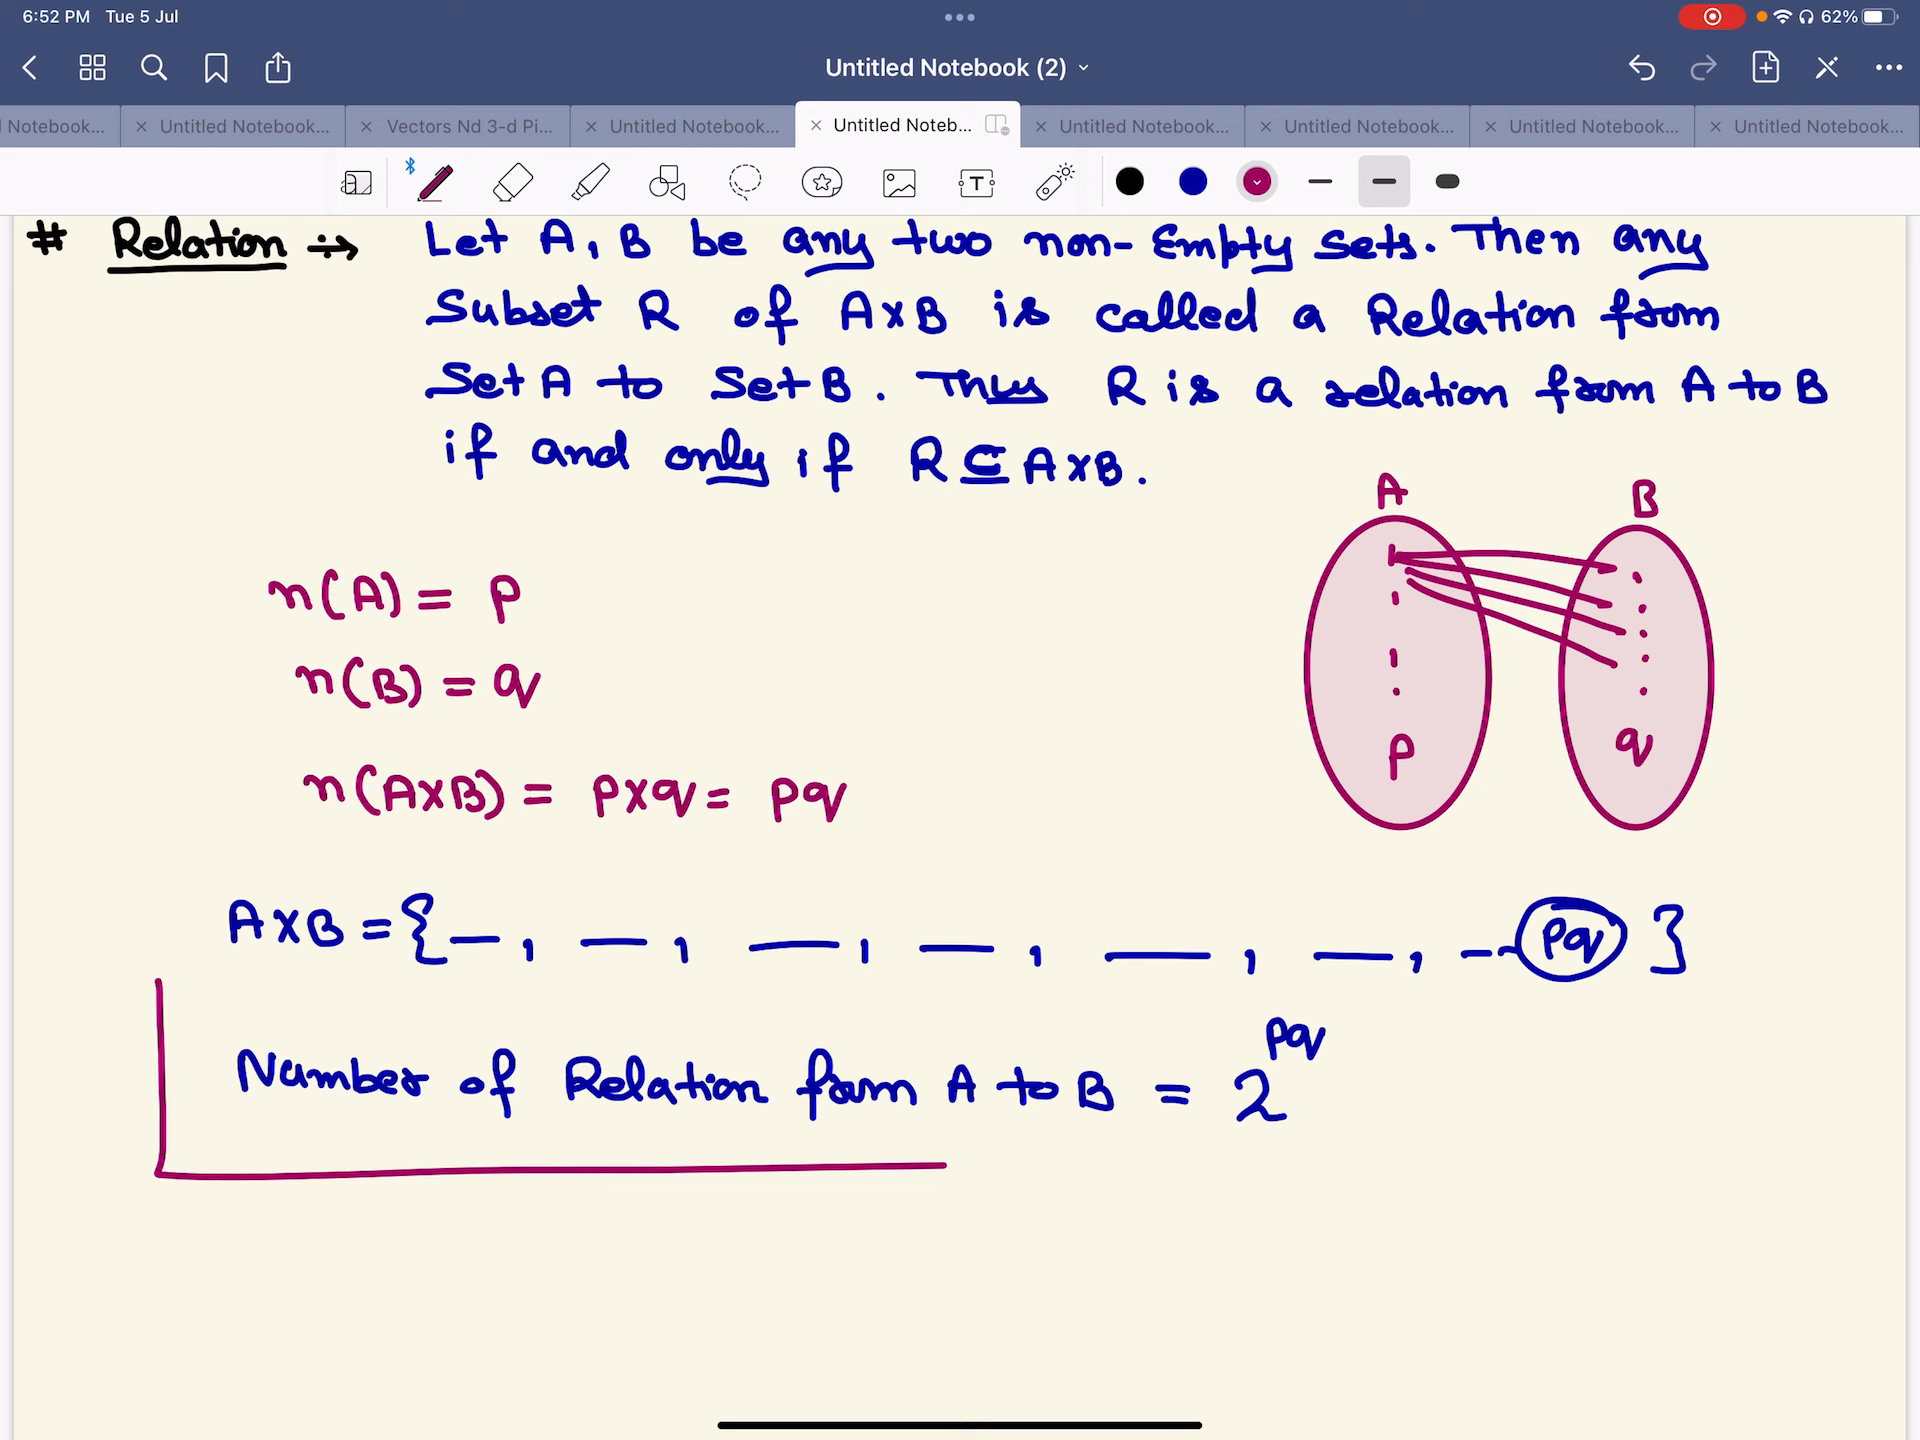 6:52 PM Tue 5 Jul
62%
Untitled Notebook (2)
Notebook... Untitled Notebook... Vectors Nd 3-d Pi... Untitled Notebook... Untitled Noteb... Untitled Notebook... Untitled Notebook... Untitled Notebook... Untitled Notebook...
# Relation ÷→ Let A, B be any two non-Empty sets. Then any
Subset R of A×B is called a Relation from
Set A to Set B. Thus R is a relation from A to B
if and only if R ⊆ A×B.
A B
n(A) = p
n(B) = q
p q
n(A×B) = p×q = pq
A×B = {—, —, —, —, —, —, --- pq }
Number of Relation from A to B = 2^pq